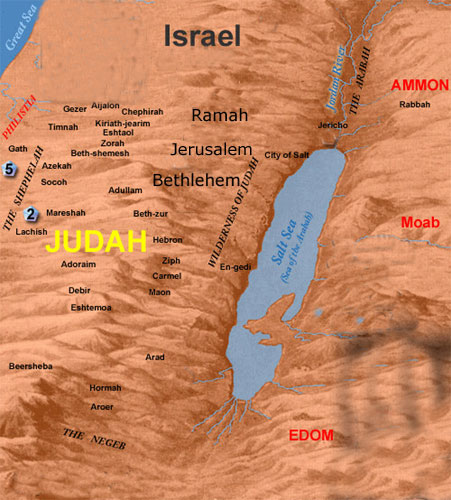 Great Sea
Israel
Jordan River
THE ARABAH
AMMON
Rabbah
PHILISTIA
Gezer
Aijalon
Chephirah
Ramah
Timnah
Kiriath-jearim
Eshtaol
Jericho
Gath
Zorah
Beth-shemesh
Jerusalem
City of Salt
5
THE SHEPHELAH
Azekah
Socoh
Adullam
Bethlehem
WILDERNESS OF JUDAH
2
Mareshah
Beth-zur
Moab
Lachish
JUDAH
Hebron
Salt Sea
(Sea of the Arabah)
Adoraim
Ziph
En-gedi
Carmel
Debir
Maon
Eshtemoa
Beersheba
Arad
Hormah
Aroer
THE NEGEB
EDOM